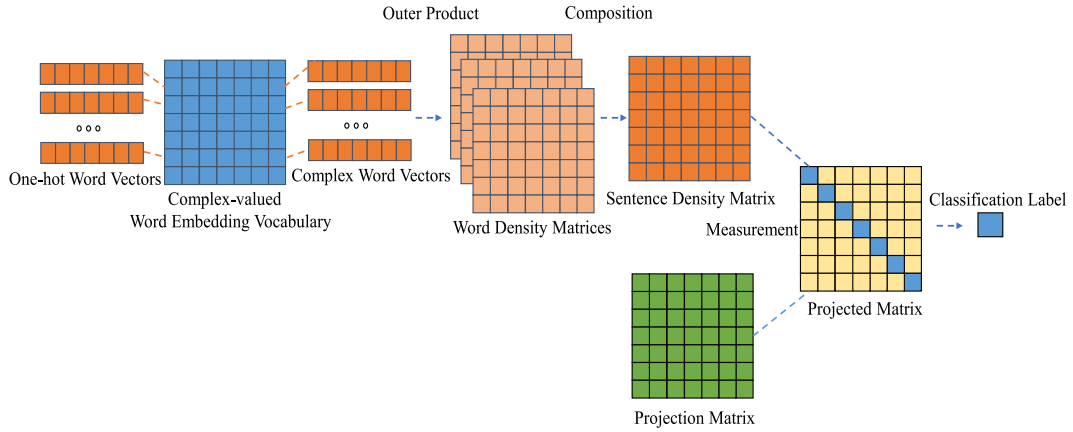 Outer Product
Composition
One-hot Word Vectors
Complex-valued
Word Embedding Vocabulary
Complex Word Vectors
Word Density Matrices
Sentence Density Matrix
Measurement
Classification Label
Projected Matrix
Projection Matrix